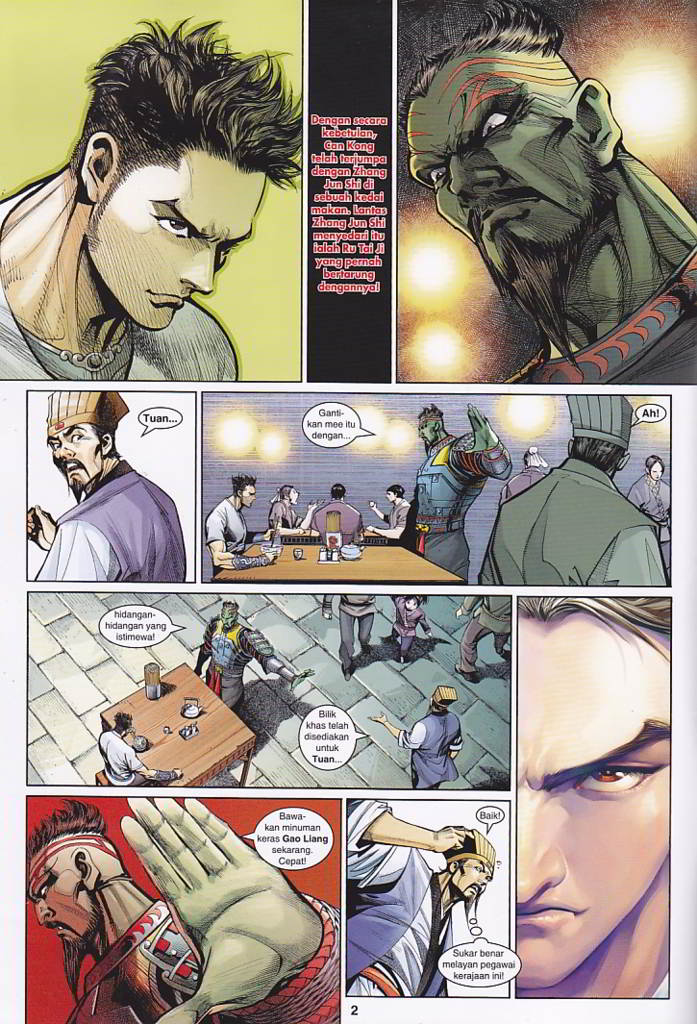 Dengan secara
kebetulan,
Can Kong
telah terjumpa
dengan Zhang
Jun Shi di
sebuah kedai
makan. Lantas
Zhang Jun Shi
menyedari itu
ialah Ru Tai Ji
yang pernah
bertarung
dengannya!
Tuan...
Ganti-
kan mee itu
dengan...
Ah!
hidangan-
hidangan yang
istimewa!
Bilik
khas telah
disediakan
untuk
Tuan...
Bawa-
kan minuman
keras Gao Liang
sekarang.
Cepat!
Baik!
Sukar benar
melayan pegawai
kerajaan ini!
2